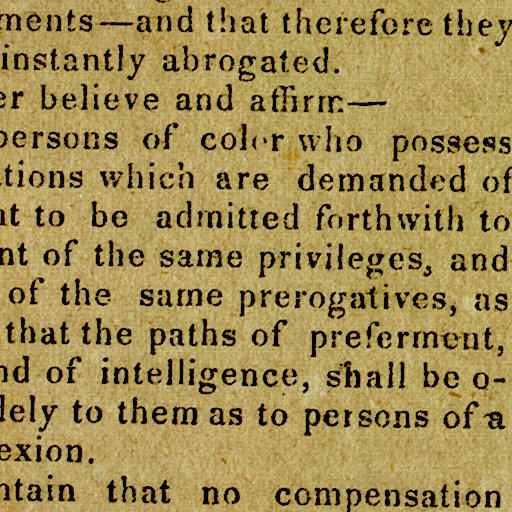 ments—and that therefore they
instantly abrogated.
er believe and affirm—
persons of color who possess
ations which are demanded of
nt to be admitted forthwith to
nt of the same privileges, and
of the same prerogatives, as
that the paths of preferment,
nd of intelligence, shall be o-
dely to them as to persons of a
exion.
ntain that no compensation